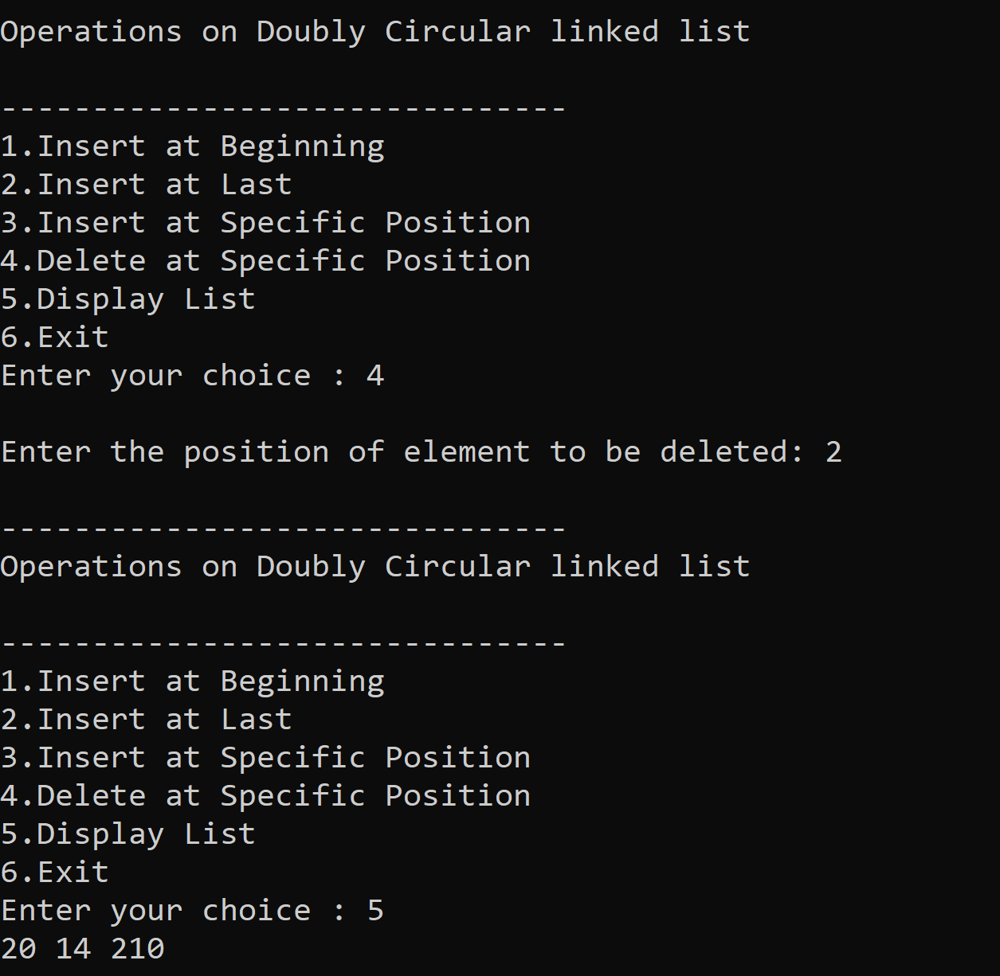 Operations on Doubly Circular linked list
-------------------------------
1.Insert at Beginning
2.Insert at Last
3.Insert at Specific Position
4.Delete at Specific Position
5.Display List
6.Exit
Enter your choice : 4
Enter the position of element to be deleted: 2
-------------------------------
Operations on Doubly Circular linked list
-------------------------------
1.Insert at Beginning
2.Insert at Last
3.Insert at Specific Position
4.Delete at Specific Position
5.Display List
6.Exit
Enter your choice : 5
20 14 210